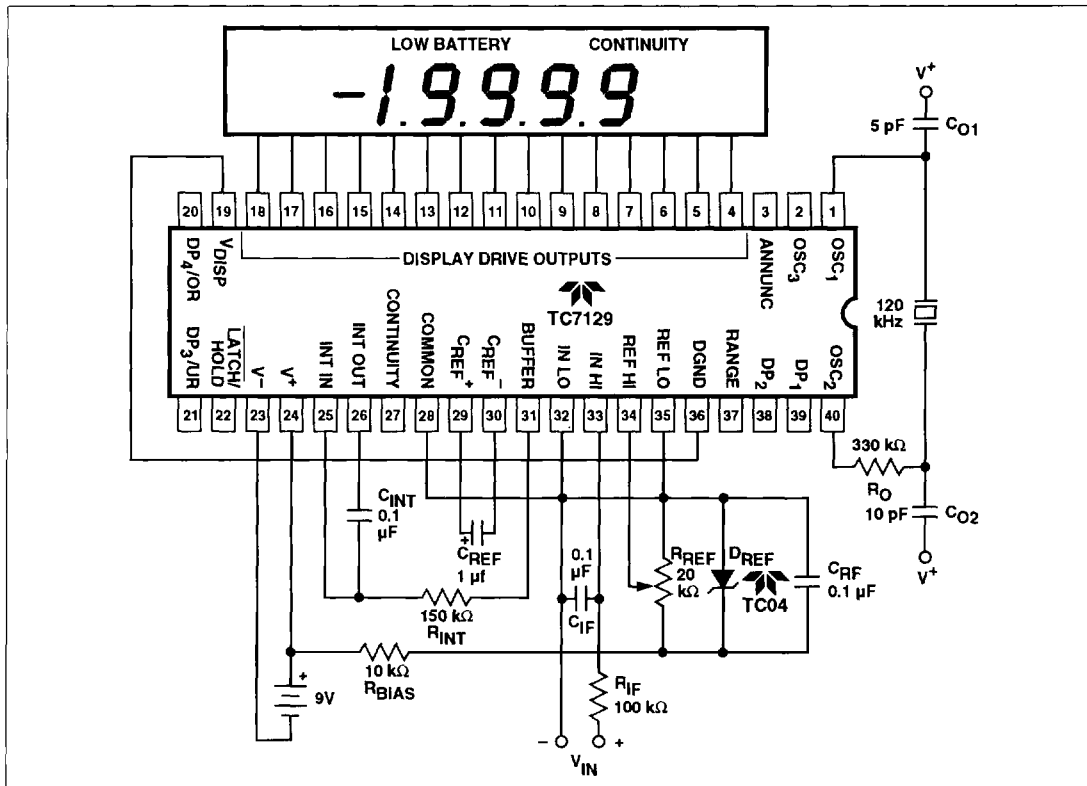 LOW BATTERY CONTINUITY
-1.9.9.9.9
V+
5 pF CO1
20 19 18 17 16 15 14 13 12 11 10 9 8 7 6 5 4 3 2 1
DP4/OR VDISP DISPLAY DRIVE OUTPUTS ANNUNC OSC3 OSC1
TC7129
120 kHz
DP3/UR LATCH/HOLD V− V+ INT IN INT OUT CONTINUITY COMMON CREF+ CREF− BUFFER IN LO IN HI REF HI REF LO DGND RANGE DP2 DP1 OSC2
21 22 23 24 25 26 27 28 29 30 31 32 33 34 35 36 37 38 39 40
330 kΩ
RO
10 pF CO2
V+
CINT
0.1
µF
+
CREF
1 µf
0.1
µF
CIF
RREF
20
kΩ
DREF
TC04
CRF
0.1 µF
150 kΩ
RINT
10 kΩ
RBIAS
+
9V
RIF
100 kΩ
− +
VIN